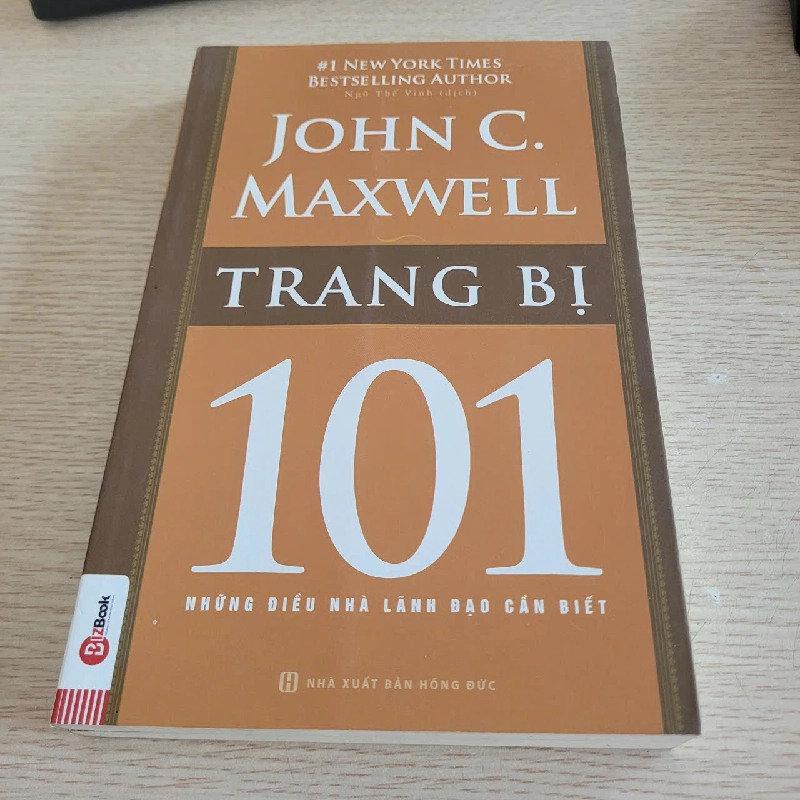 #1 NEW YORK TIMES
BESTSELLING AUTHOR
Ngô Thế Vinh (dịch)
JOHN C.
MAXWELL
TRANG BỊ
101
NHỮNG ĐIỀU NHÀ LÃNH ĐẠO CẦN BIẾT
BIZBOOK
H NHÀ XUẤT BẢN HỒNG ĐỨC